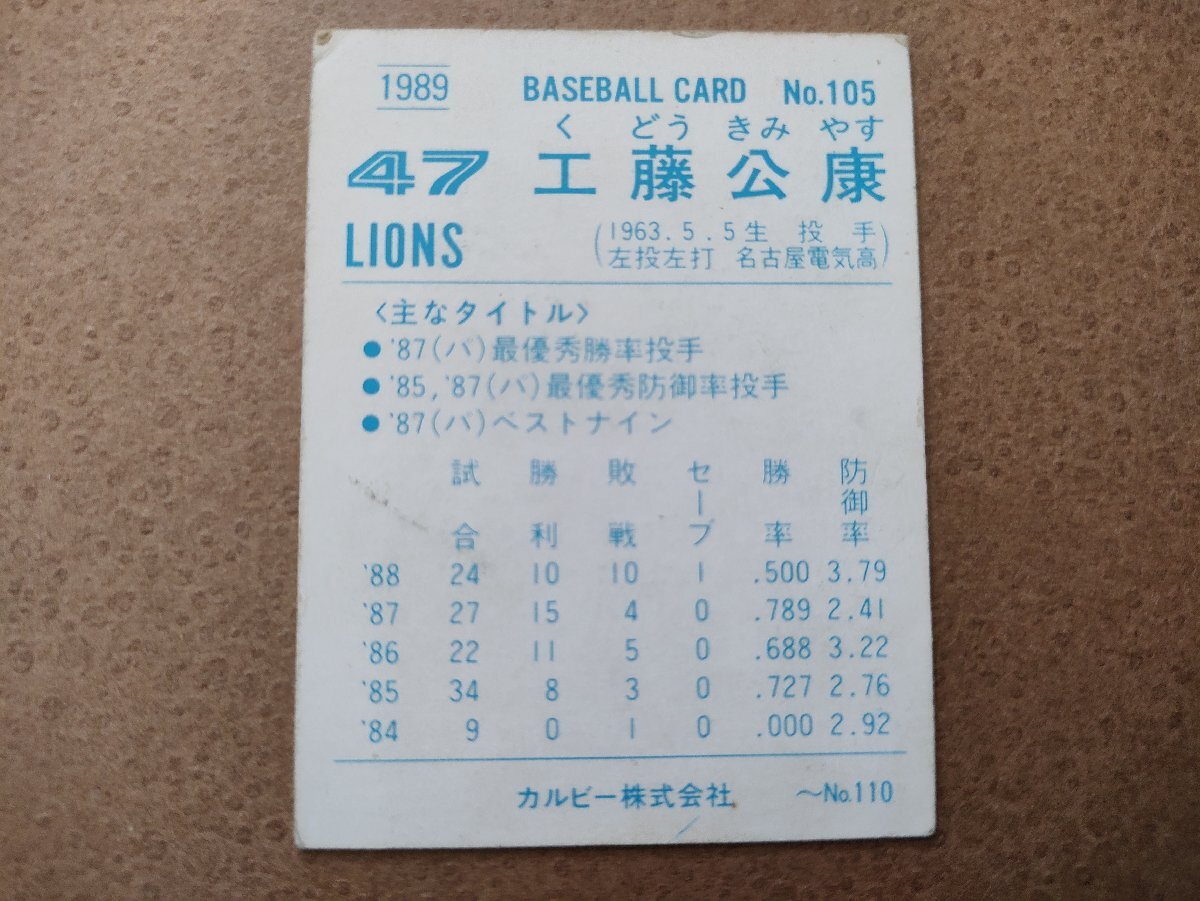 1989 BASEBALL CARD No.105
く どう きみ やす
47 工藤公康
LIONS
(1963.5.5生 投手
左投左打 名古屋電気高)
〈主なタイトル〉
●'87(パ)最優秀勝率投手
●'85,'87(パ)最優秀防御率投手
●'87(パ)ベストナイン
試合 勝利 敗戦 セーブ 勝率 防御率
'88 24 10 10 1 .500 3.79
'87 27 15 4 0 .789 2.41
'86 22 11 5 0 .688 3.22
'85 34 8 3 0 .727 2.76
'84 9 0 1 0 .000 2.92
カルビー株式会社 〜No.110